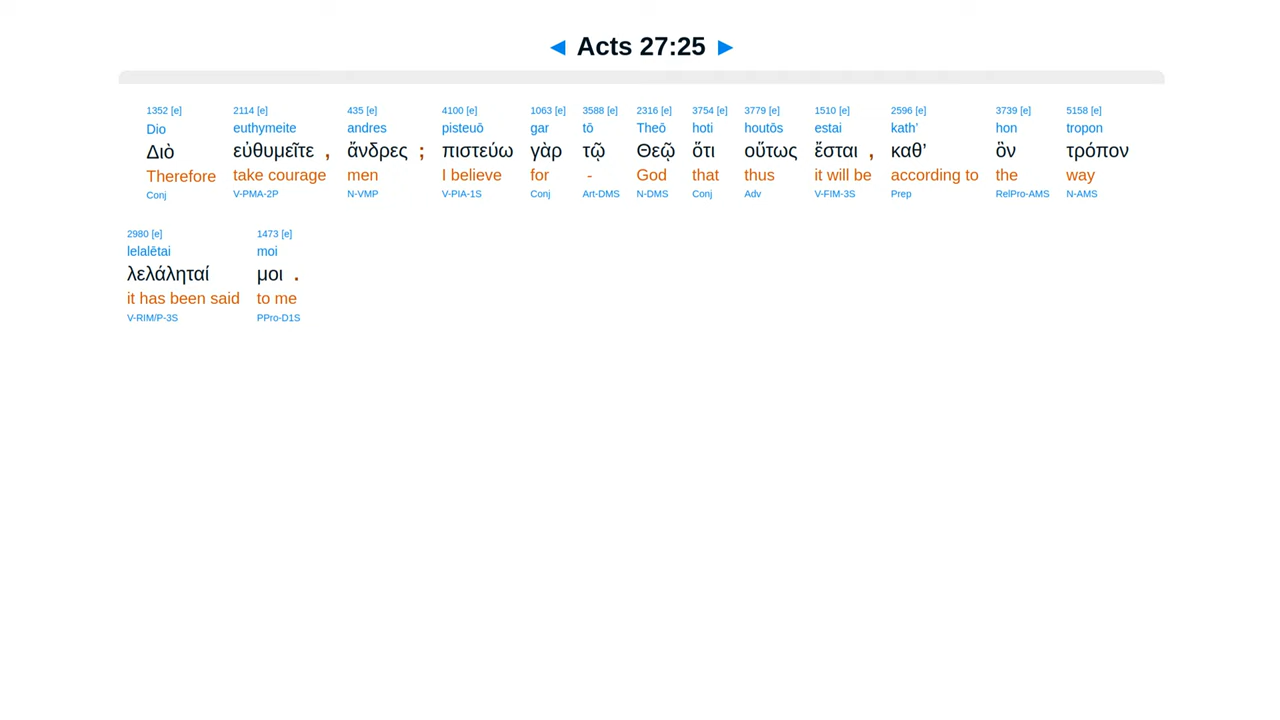 ◄ Acts 27:25 ►
1352 [e] 2114 [e] 435 [e] 4100 [e] 1063 [e] 3588 [e] 2316 [e] 3754 [e] 3779 [e] 1510 [e] 2596 [e] 3739 [e] 5158 [e]
Dio euthymeite andres pisteuō gar tō Theō hoti houtōs estai kath’ hon tropon
Διὸ εὐθυμεῖτε , ἄνδρες ; πιστεύω γὰρ τῷ Θεῷ ὅτι οὕτως ἔσται , καθ’ ὃν τρόπον
Therefore take courage men I believe for - God that thus it will be according to the way
Conj V-PMA-2P N-VMP V-PIA-1S Conj Art-DMS N-DMS Conj Adv V-FIM-3S Prep RelPro-AMS N-AMS
2980 [e] 1473 [e]
lelalētai moi
λελάληταί μοι .
it has been said to me
V-RIM/P-3S PPro-D1S